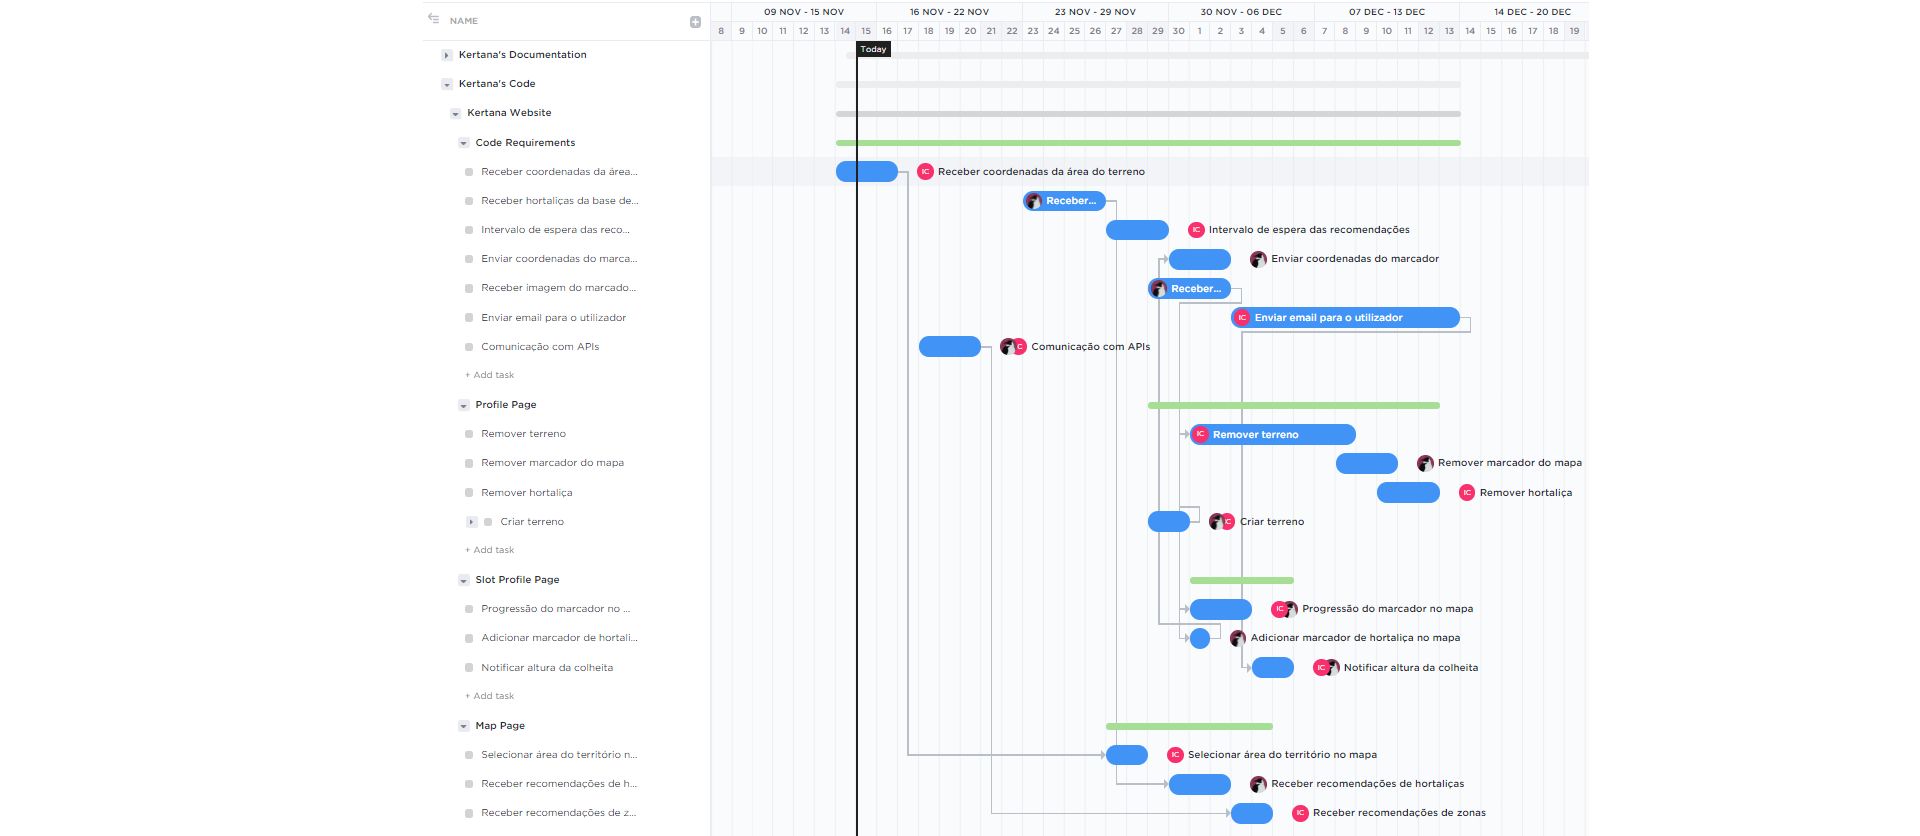 NAME
09 NOV - 15 NOV 16 NOV - 22 NOV 23 NOV - 29 NOV 30 NOV - 06 DEC 07 DEC - 13 DEC 14 DEC - 20 DEC
8 9 10 11 12 13 14 15 16 17 18 19 20 21 22 23 24 25 26 27 28 29 30 1 2 3 4 5 6 7 8 9 10 11 12 13 14 15 16 17 18 19
Today
Kertana's Documentation
Kertana's Code
Kertana Website
Code Requirements
Receber coordenadas da área... IC Receber coordenadas da área do terreno
Receber hortaliças da base de... Receber...
Intervalo de espera das reco... IC Intervalo de espera das recomendações
Enviar coordenadas do marca... Enviar coordenadas do marcador
Receber imagem do marcado... Receber...
Enviar email para o utilizador IC Enviar email para o utilizador
Comunicação com APIs C Comunicação com APIs
+ Add task
Profile Page
Remover terreno IC Remover terreno
Remover marcador do mapa Remover marcador do mapa
Remover hortaliça IC Remover hortaliça
Criar terreno IC Criar terreno
+ Add task
Slot Profile Page
Progressão do marcador no ... IC Progressão do marcador no mapa
Adicionar marcador de hortali... Adicionar marcador de hortaliça no mapa
Notificar altura da colheita IC Notificar altura da colheita
+ Add task
Map Page
Selecionar área do território n... IC Selecionar área do território no mapa
Receber recomendações de h... Receber recomendações de hortaliças
Receber recomendações de z... IC Receber recomendações de zonas